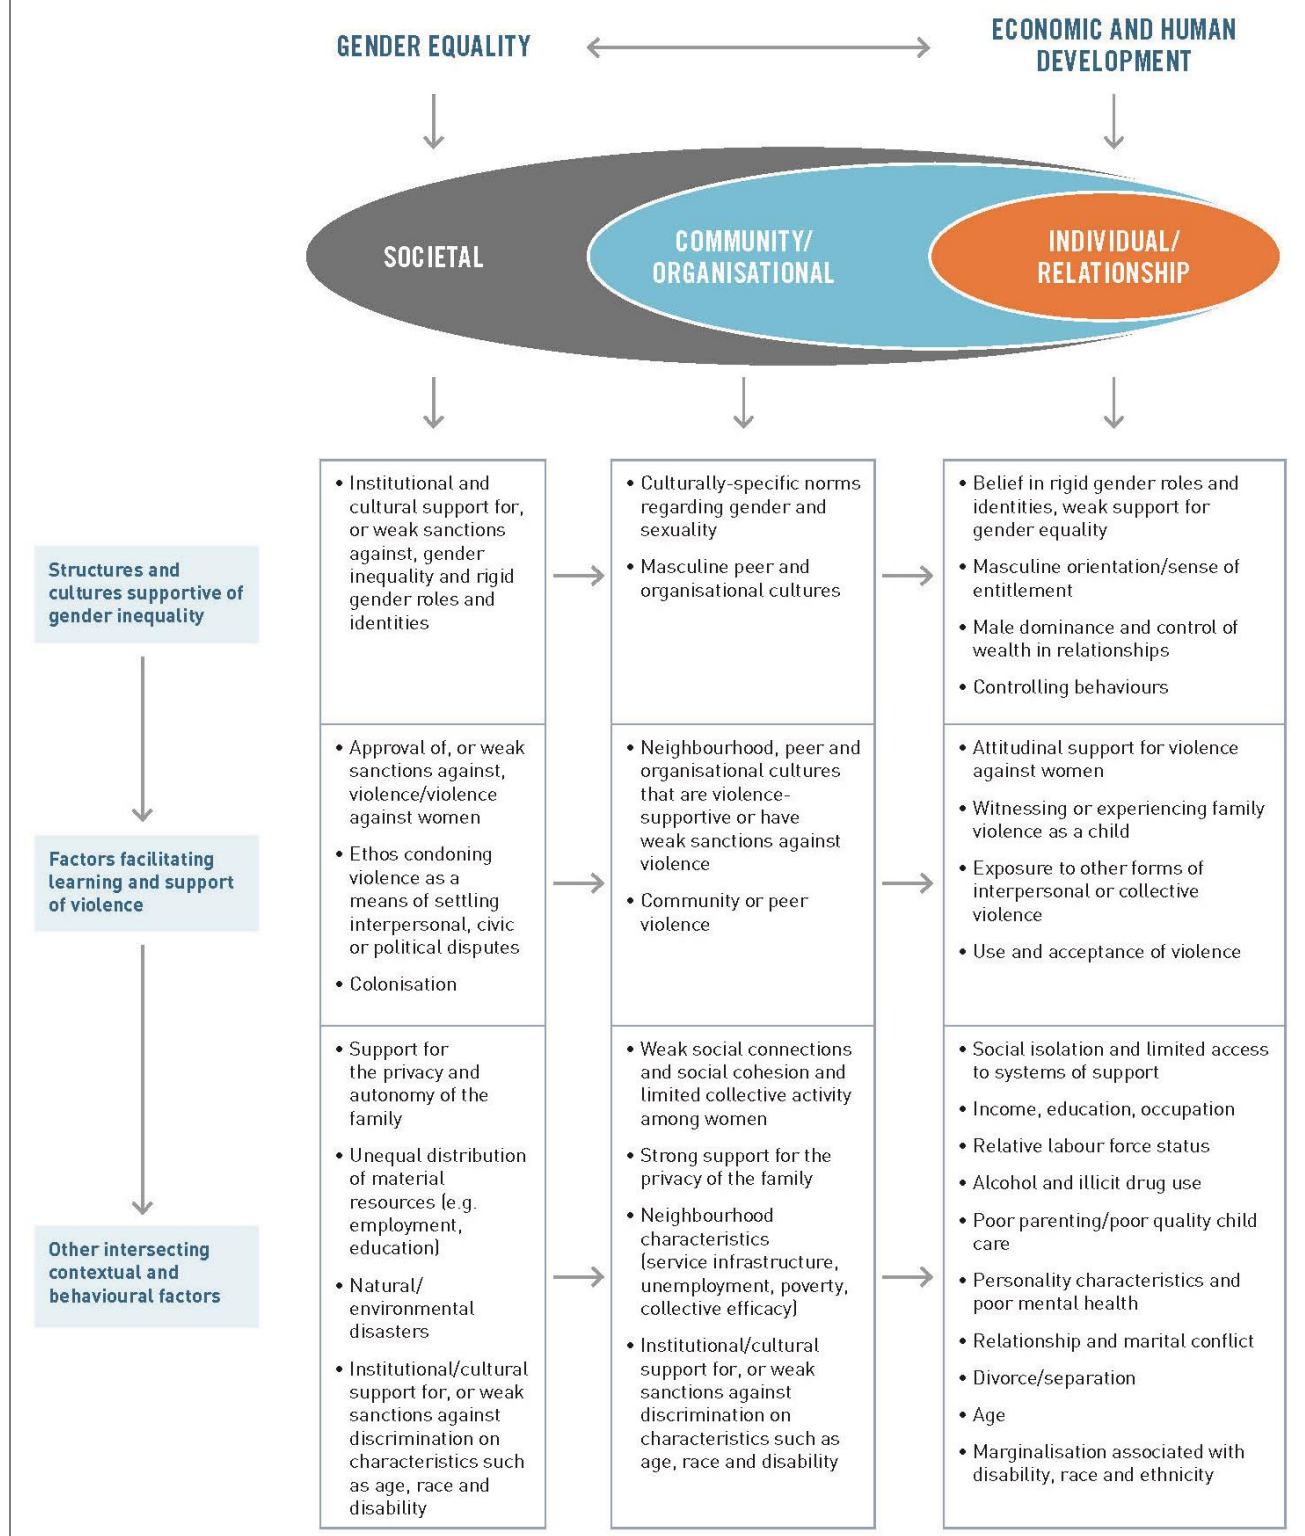 GENDER EQUALITY
ECONOMIC AND HUMAN
DEVELOPMENT
SOCIETAL
COMMUNITY/
ORGANISATIONAL
INDIVIDUAL/
RELATIONSHIP
Structures and
cultures supportive of
gender inequality
• Institutional and
cultural support for,
or weak sanctions
against, gender
inequality and rigid
gender roles and
identities
• Culturally-specific norms
regarding gender and
sexuality
• Masculine peer and
organisational cultures
• Belief in rigid gender roles and
identities, weak support for
gender equality
• Masculine orientation/sense of
entitlement
• Male dominance and control of
wealth in relationships
• Controlling behaviours
Factors facilitating
learning and support
of violence
• Approval of, or weak
sanctions against,
violence/violence
against women
• Ethos condoning
violence as a
means of settling
interpersonal, civic
or political disputes
• Colonisation
• Neighbourhood, peer and
organisational cultures
that are violence-
supportive or have
weak sanctions against
violence
• Community or peer
violence
• Attitudinal support for violence
against women
• Witnessing or experiencing family
violence as a child
• Exposure to other forms of
interpersonal or collective
violence
• Use and acceptance of violence
Other intersecting
contextual and
behavioural factors
• Support for
the privacy and
autonomy of the
family
• Unequal distribution
of material
resources (e.g.
employment,
education)
• Natural/
environmental
disasters
• Institutional/cultural
support for, or weak
sanctions against
discrimination on
characteristics such
as age, race and
disability
• Weak social connections
and social cohesion and
limited collective activity
among women
• Strong support for the
privacy of the family
• Neighbourhood
characteristics
(service infrastructure,
unemployment, poverty,
collective efficacy)
• Institutional/cultural
support for, or weak
sanctions against
discrimination on
characteristics such as
age, race and disability
• Social isolation and limited access
to systems of support
• Income, education, occupation
• Relative labour force status
• Alcohol and illicit drug use
• Poor parenting/poor quality child
care
• Personality characteristics and
poor mental health
• Relationship and marital conflict
• Divorce/separation
• Age
• Marginalisation associated with
disability, race and ethnicity